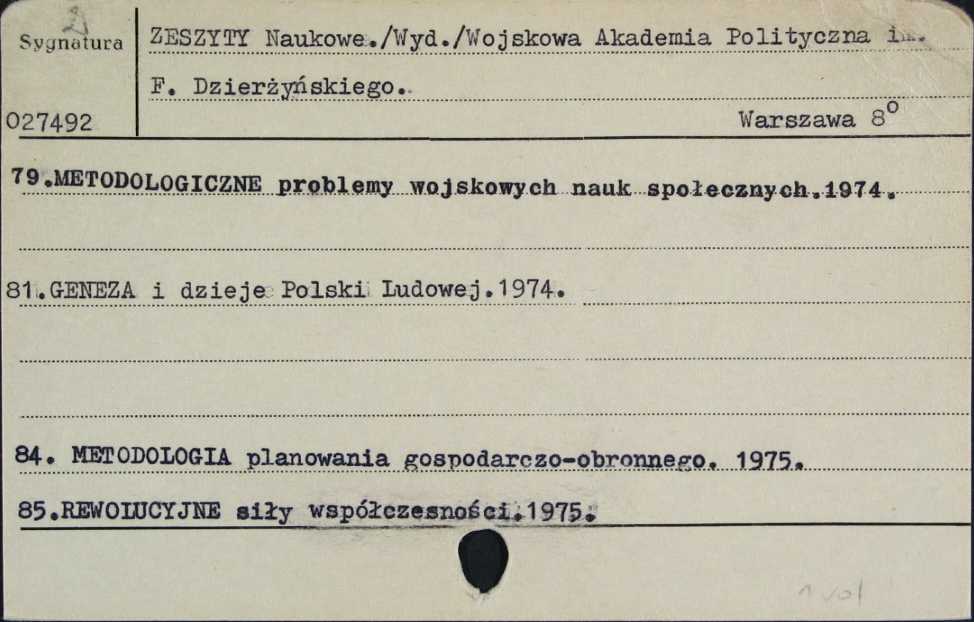 Sygnatura
ZESZYTY Naukowe./Wyd./Wojskowa Akademia Polityczna im.
F. Dzierżyńskiego.
027492
Warszawa 8°
79.METODOLOGICZNE problemy wojskowych nauk społecznych.1974.
81.GENEZA i dzieje Polski Ludowej.1974.
84. METODOLOGIA planowania gospodarczo-obronnego. 1975.
85.REWOLUCYJNE siły współczesności.1975.
1 vol